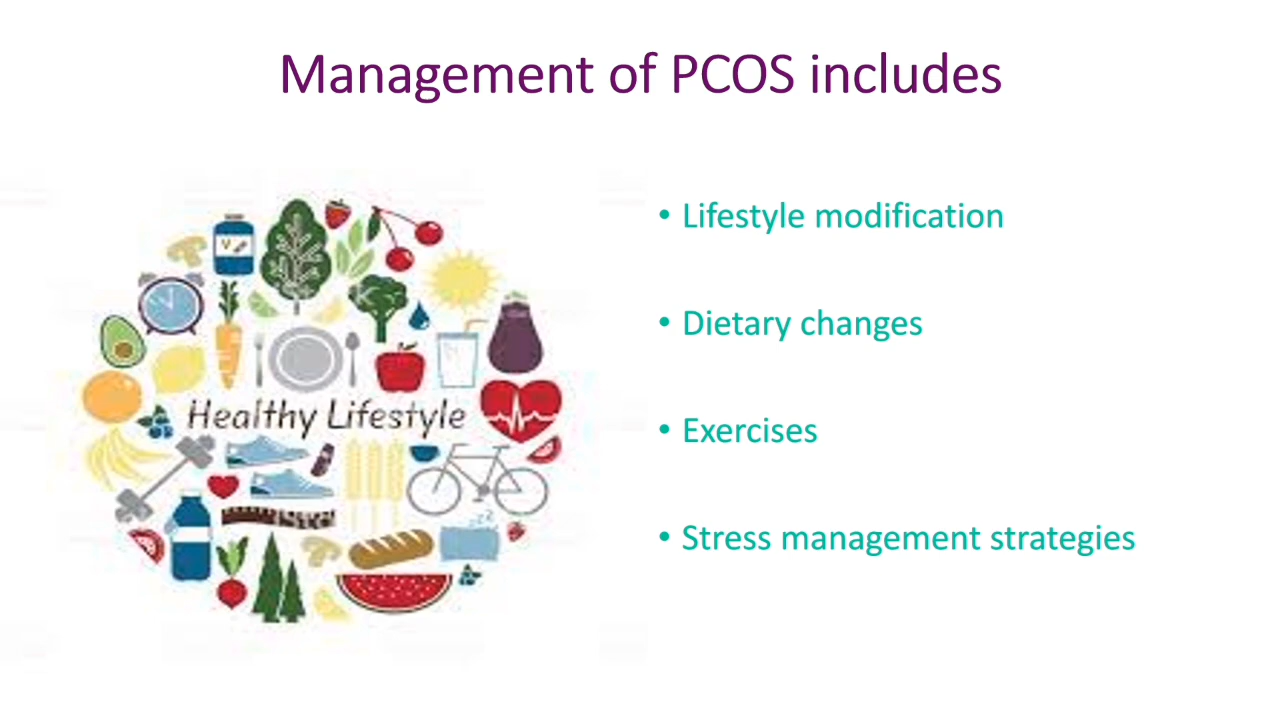 Management of PCOS includes
Healthy Lifestyle
• Lifestyle modification
• Dietary changes
• Exercises
• Stress management strategies